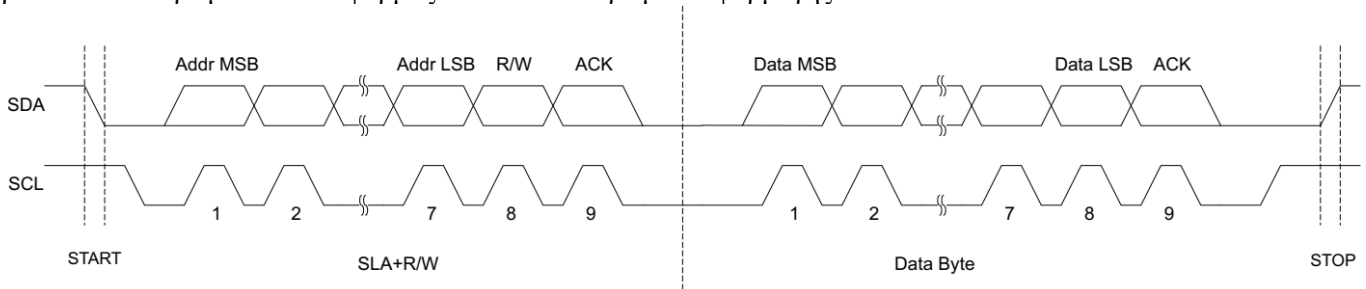 Addr MSB Addr LSB R/W ACK Data MSB Data LSB ACK
SDA
SCL
1 2 7 8 9 1 2 7 8 9
START SLA+R/W Data Byte STOP